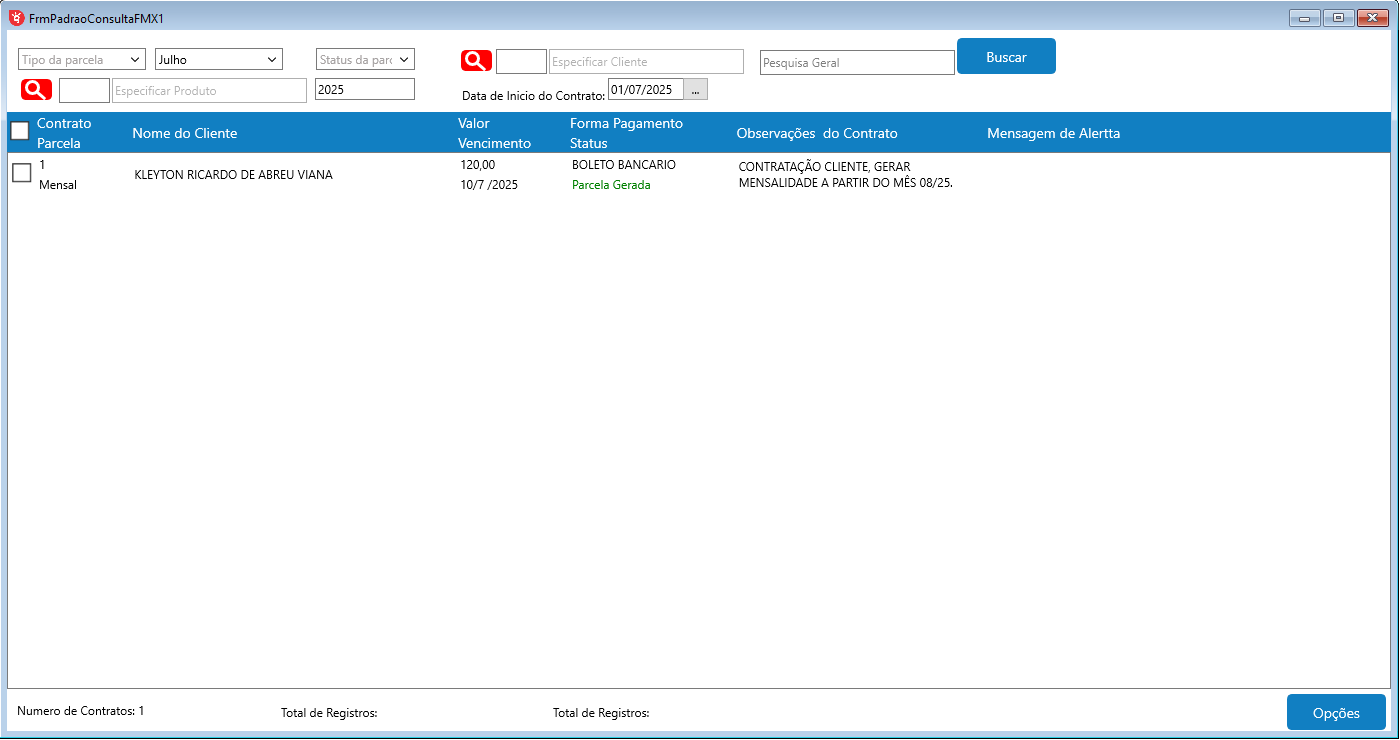 FrmPadraoConsultaFMX1
Tipo da parcela
Julho
Status da parc
Especificar Cliente
Pesquisa Geral
Buscar
Especificar Produto
2025
Data de Inicio do Contrato:
01/07/2025
...
Contrato
Parcela
Nome do Cliente
Valor
Vencimento
Forma Pagamento
Status
Observações  do Contrato
Mensagem de Alertta
1
Mensal
KLEYTON RICARDO DE ABREU VIANA
120,00
10/7 /2025
BOLETO BANCARIO
Parcela Gerada
CONTRATAÇÃO CLIENTE, GERAR
MENSALIDADE A PARTIR DO MÊS 08/25.
Numero de Contratos: 1
Total de Registros:
Total de Registros:
Opções